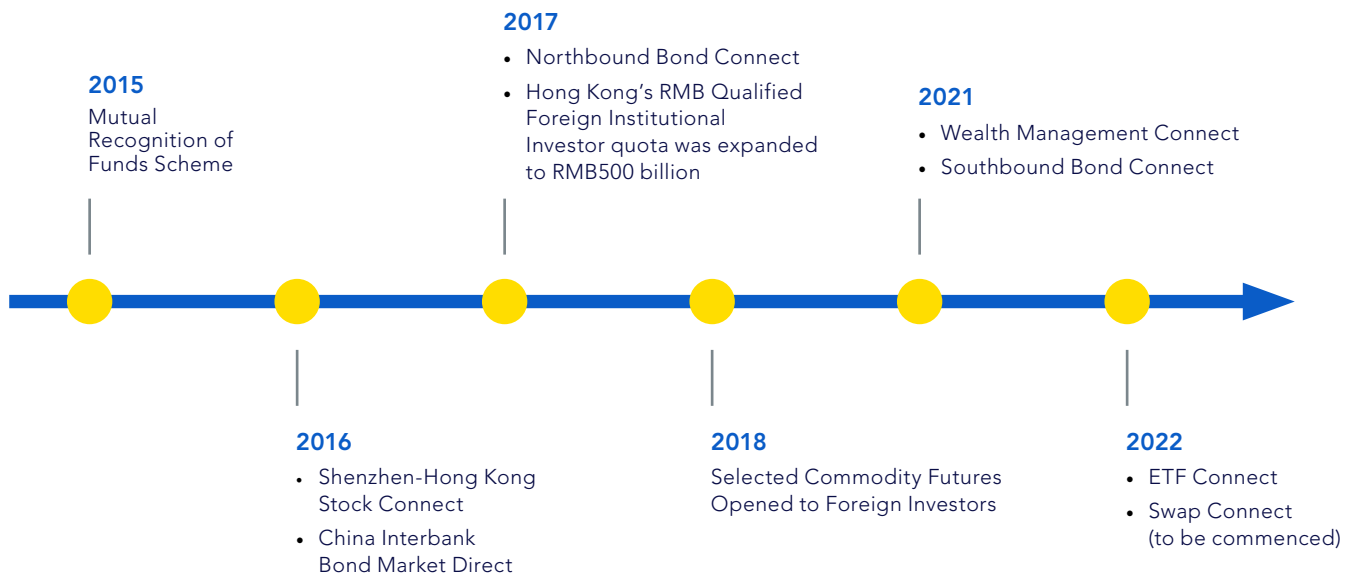 2015
Mutual
Recognition of
Funds Scheme
2016
• Shenzhen-Hong Kong
Stock Connect
• China Interbank
Bond Market Direct
2017
• Northbound Bond Connect
• Hong Kong’s RMB Qualified
Foreign Institutional
Investor quota was expanded
to RMB500 billion
2018
Selected Commodity Futures
Opened to Foreign Investors
2021
• Wealth Management Connect
• Southbound Bond Connect
2022
• ETF Connect
• Swap Connect
(to be commenced)